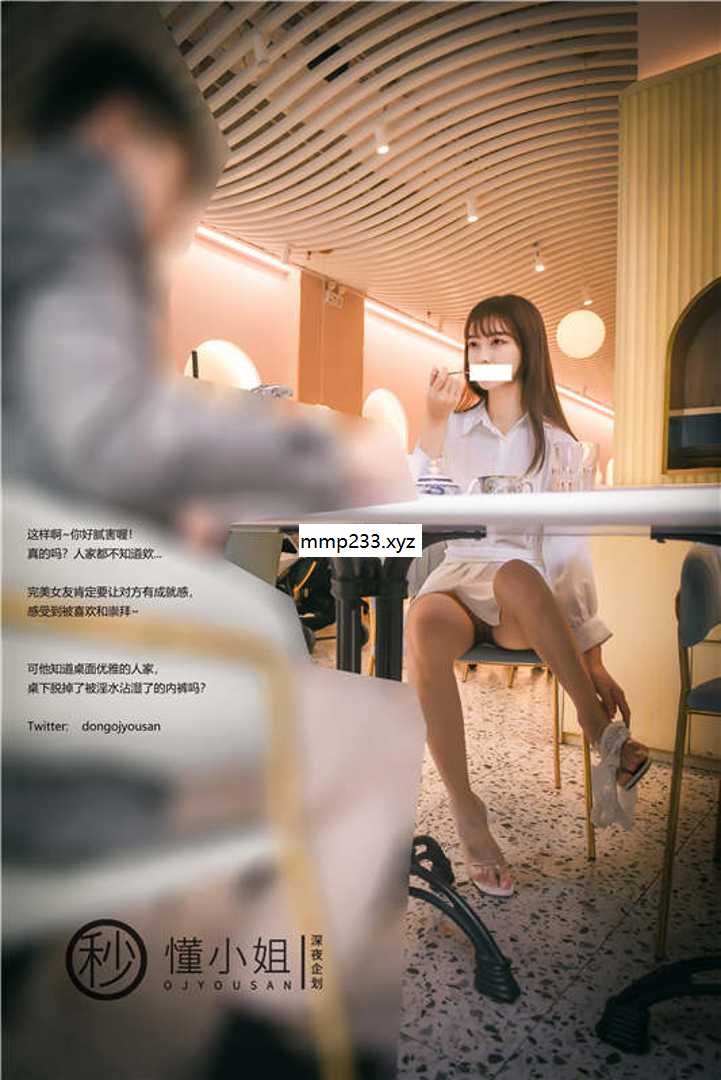 mmp233.xyz
这样啊~你好腻害喔！
真的吗？人家都不知道欸...
完美女友肯定要让对方有成就感，
感受到被喜欢和崇拜~
可他知道桌面优雅的人家，
桌下脱掉了被淫水沾湿了的内裤吗？
Twitter: dongojyousan
秒
懂小姐
OJYOUSAN
深夜企划